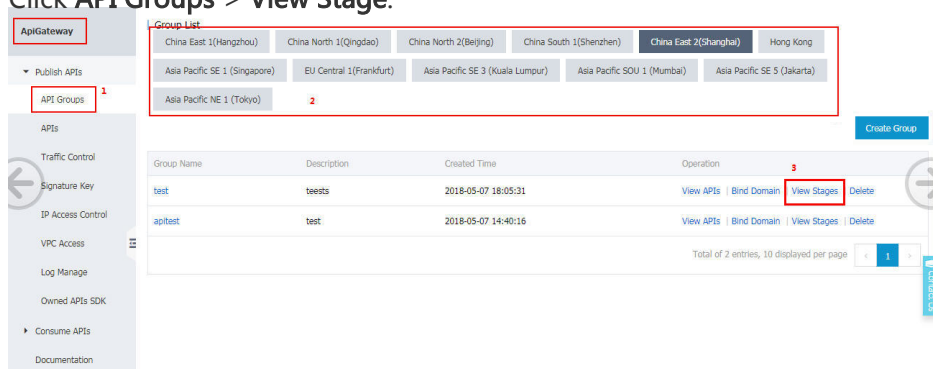 Click API Groups > View Stage.
ApiGateway
Publish APIs
API Groups
1
APIs
Traffic Control
Signature Key
IP Access Control
VPC Access
Log Manage
Owned APIs SDK
Consume APIs
Documentation
Group List
China East 1(Hangzhou) China North 1(Qingdao) China North 2(Beijing) China South 1(Shenzhen) China East 2(Shanghai) Hong Kong
Asia Pacific SE 1 (Singapore) EU Central 1(Frankfurt) Asia Pacific SE 3 (Kuala Lumpur) Asia Pacific SOU 1 (Mumbai) Asia Pacific SE 5 (Jakarta)
Asia Pacific NE 1 (Tokyo) 2
Create Group
Group Name Description Created Time Operation
3
test teests 2018-05-07 18:05:31 View APIs | Bind Domain | View Stages | Delete
apitest test 2018-05-07 14:40:16 View APIs | Bind Domain | View Stages | Delete
Total of 2 entries, 10 displayed per page ‹ 1 ›